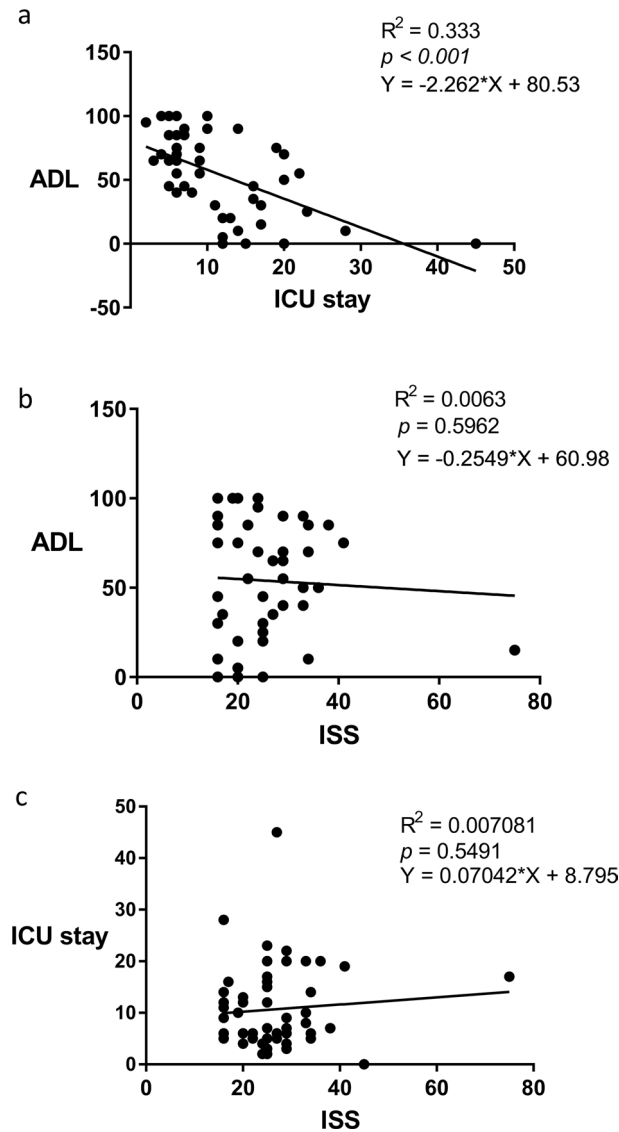 a
R² = 0.333
p < 0.001
Y = -2.262*X + 80.53
150
100
50
0
-50
ADL
10 20 30 40 50
ICU stay
b
R² = 0.0063
p = 0.5962
Y = -0.2549*X + 60.98
150
100
50
0
ADL
0 20 40 60 80
ISS
c
R² = 0.007081
p = 0.5491
Y = 0.07042*X + 8.795
50
40
30
20
10
0
ICU stay
0 20 40 60 80
ISS